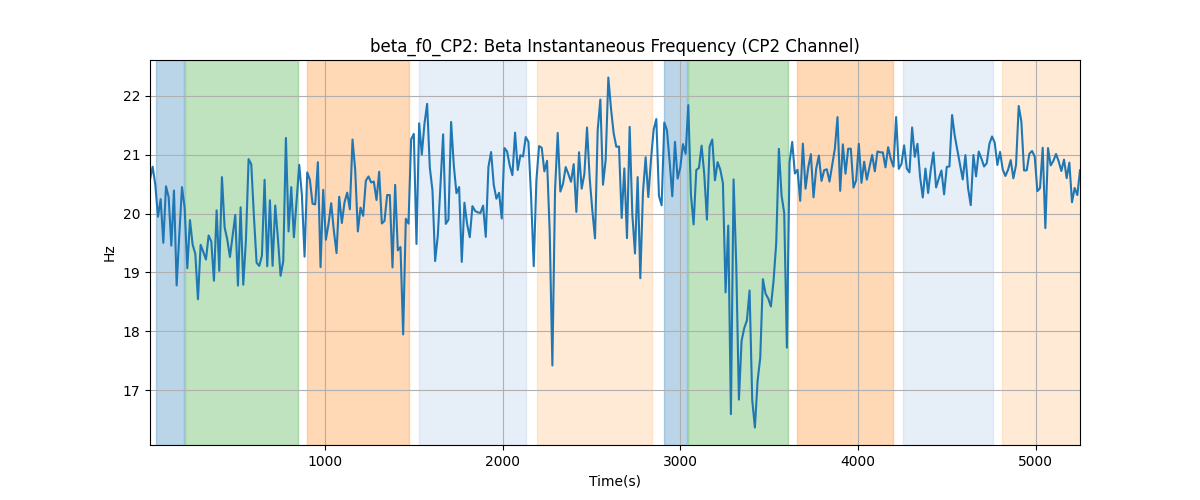 beta_f0_CP2: Beta Instantaneous Frequency (CP2 Channel)
22
21
20
19
18
17
Hz
1000 2000 3000 4000 5000
Time(s)